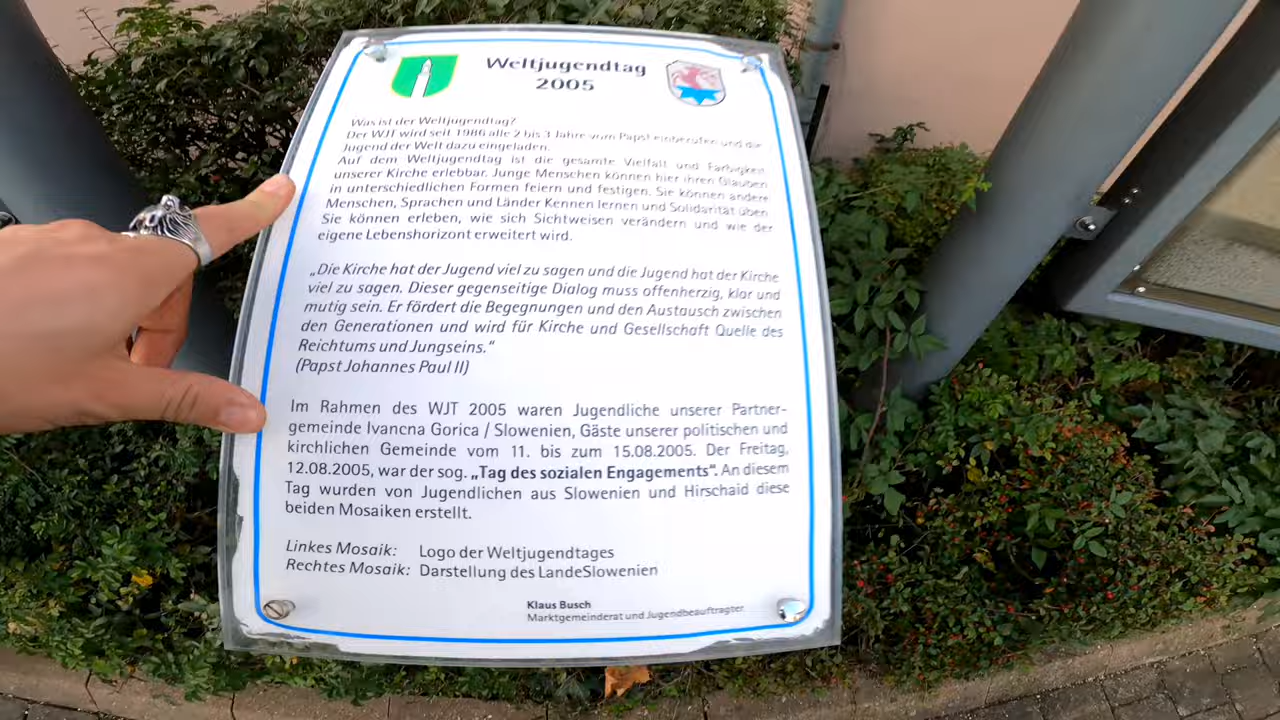 Weltjugendtag
2005
Was ist der Weltjugendtag?
Der WJT wird seit 1986 alle 2 bis 3 Jahre vom Papst einberufen und die
Jugend der Welt dazu eingeladen.
Auf dem Weltjugendtag ist die gesamte Vielfalt und Farbigkeit
unserer Kirche erlebbar. Junge Menschen können hier ihren Glauben
in unterschiedlichen Formen feiern und festigen. Sie können andere
Menschen, Sprachen und Länder Kennen lernen und Solidarität üben
Sie können erleben, wie sich Sichtweisen verändern und wie der
eigene Lebenshorizont erweitert wird.
„Die Kirche hat der Jugend viel zu sagen und die Jugend hat der Kirche
viel zu sagen. Dieser gegenseitige Dialog muss offenherzig, klar und
mutig sein. Er fördert die Begegnungen und den Austausch zwischen
den Generationen und wird für Kirche und Gesellschaft Quelle des
Reichtums und Jungseins.“
(Papst Johannes Paul II)
Im Rahmen des WJT 2005 waren Jugendliche unserer Partner-
gemeinde Ivancna Gorica / Slowenien, Gäste unserer politischen und
kirchlichen Gemeinde vom 11. bis zum 15.08.2005. Der Freitag,
12.08.2005, war der sog. „Tag des sozialen Engagements“. An diesem
Tag wurden von Jugendlichen aus Slowenien und Hirschaid diese
beiden Mosaiken erstellt.
Linkes Mosaik: Logo der Weltjugendtages
Rechtes Mosaik: Darstellung des LandeSlowenien
Klaus Busch
Marktgemeinderat und Jugendbeauftragter